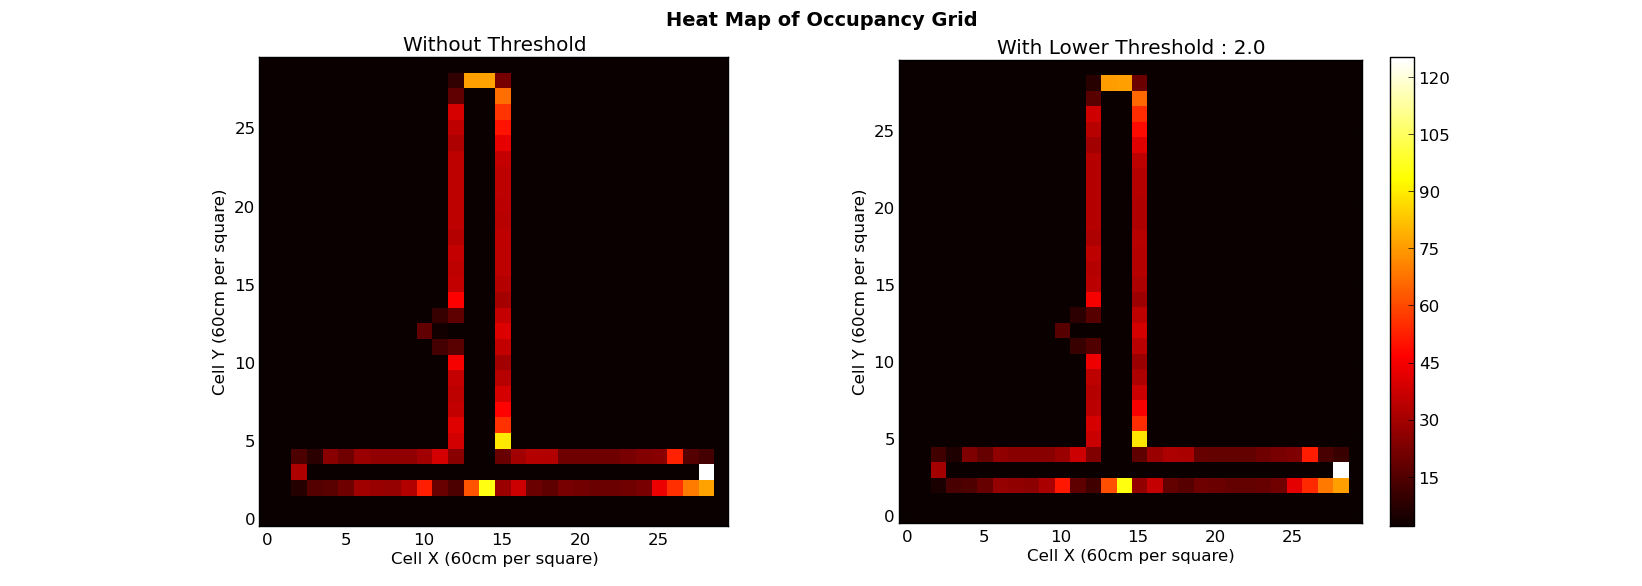 Heat Map of Occupancy Grid
Without Threshold
25
20
15
10
5
0
0 5 10 15 20 25
Cell X (60cm per square)
Cell Y (60cm per square)
With Lower Threshold : 2.0
25
20
15
10
5
0
0 5 10 15 20 25
Cell X (60cm per square)
Cell Y (60cm per square)
120
105
90
75
60
45
30
15